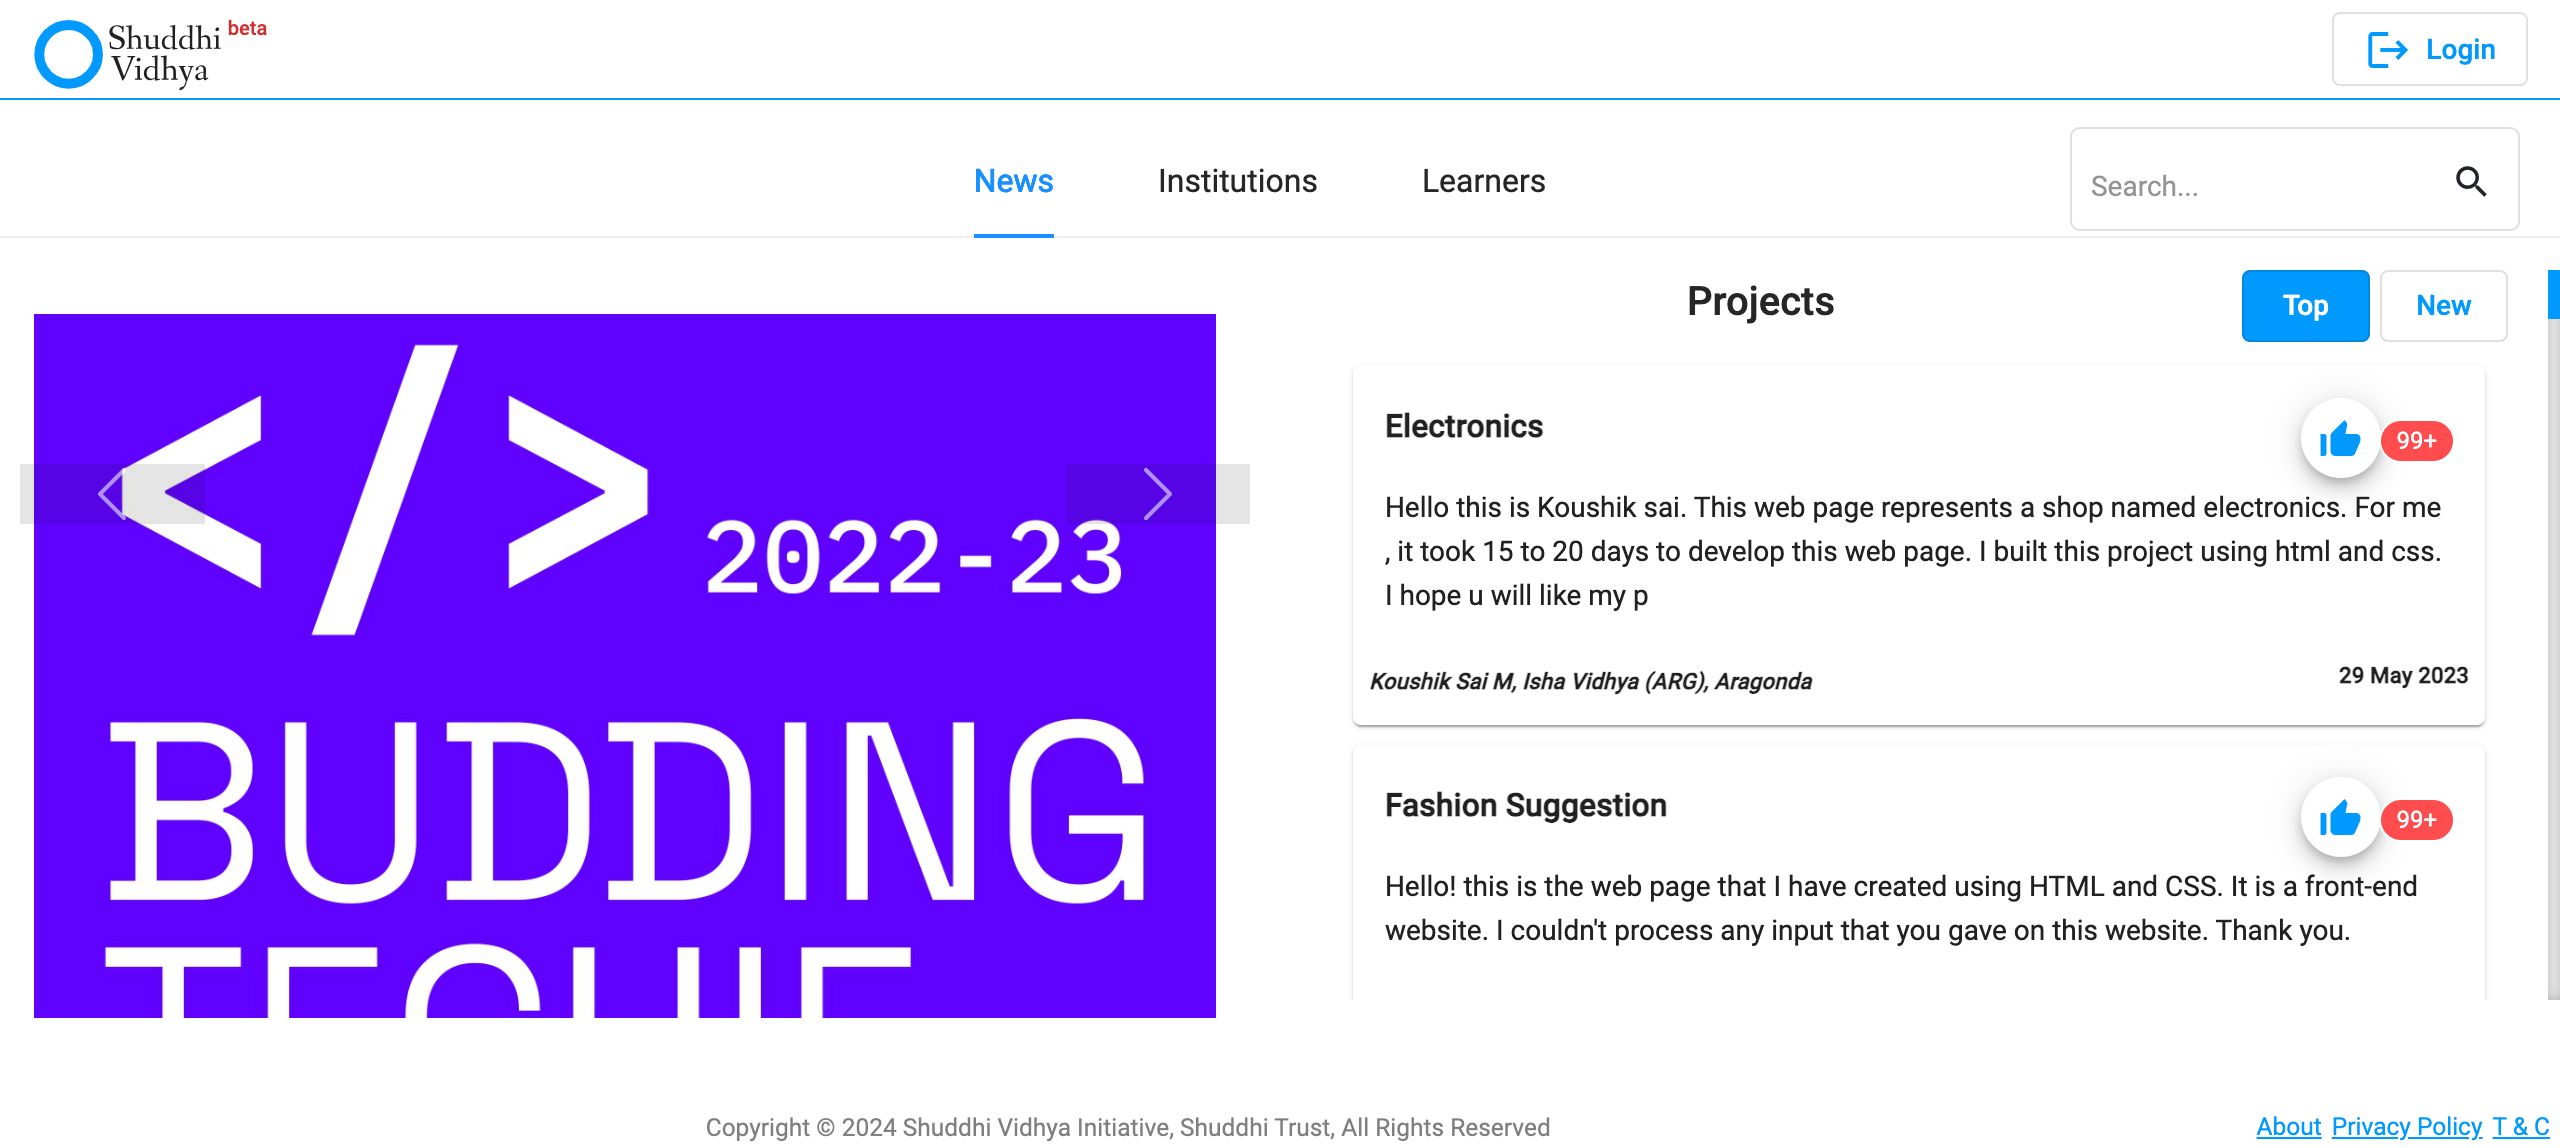 Shuddhi beta
Vidhya
Login
News Institutions Learners
Search...
</>
2022-23
BUDDING
TECHIE
Projects
Top New
Electronics
99+
Hello this is Koushik sai. This web page represents a shop named electronics. For me
, it took 15 to 20 days to develop this web page. I built this project using html and css.
I hope u will like my p
Koushik Sai M, Isha Vidhya (ARG), Aragonda
29 May 2023
Fashion Suggestion
99+
Hello! this is the web page that I have created using HTML and CSS. It is a front-end
website. I couldn't process any input that you gave on this website. Thank you.
Copyright © 2024 Shuddhi Vidhya Initiative, Shuddhi Trust, All Rights Reserved
About Privacy Policy T & C